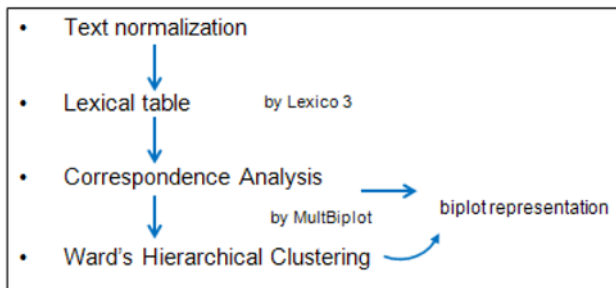 • Text normalization
• Lexical table by Lexico 3
• Correspondence Analysis
biplot representation
by MultBiplot
• Ward's Hierarchical Clustering